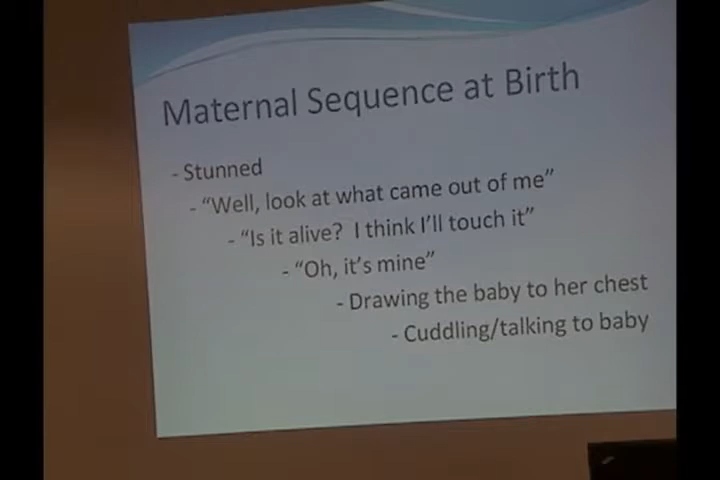 Maternal Sequence at Birth
- Stunned
- “Well, look at what came out of me”
- “Is it alive?  I think I’ll touch it”
- “Oh, it’s mine”
- Drawing the baby to her chest
- Cuddling/talking to baby